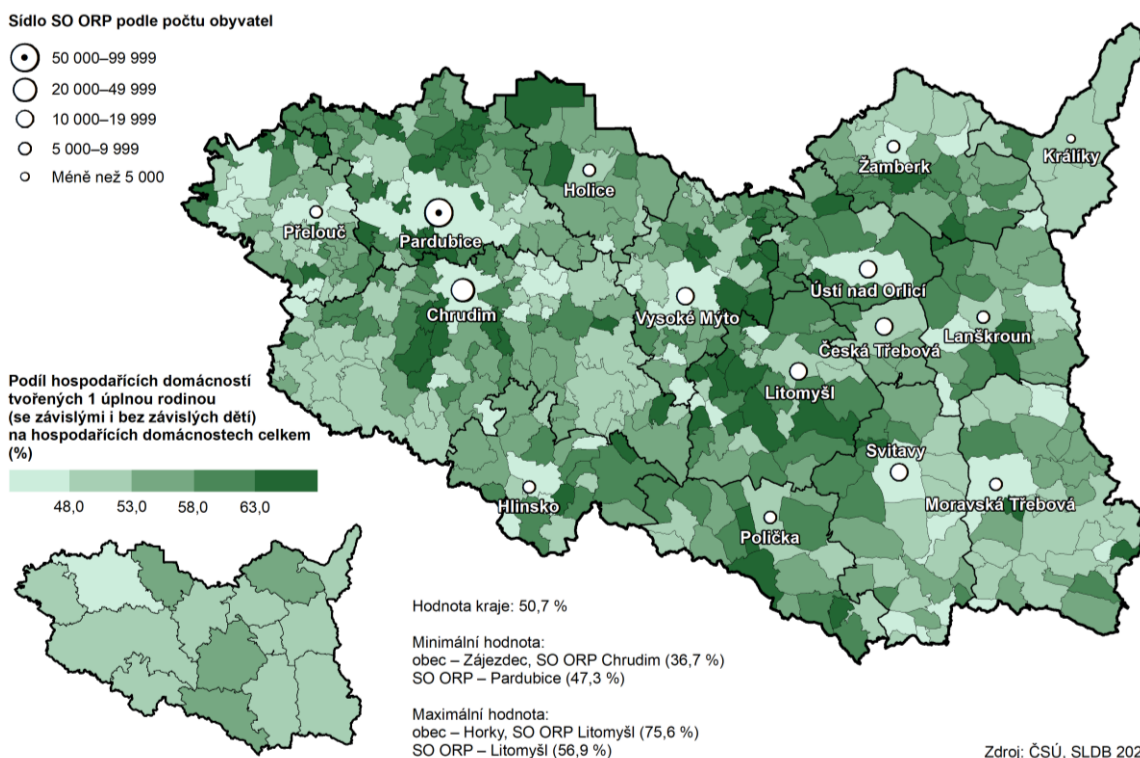 Sídlo SO ORP podle počtu obyvatel
50 000–99 999
20 000–49 999
10 000–19 999
5 000–9 999
Méně než 5 000
Králíky
Žamberk
Holice
Přelouč
Pardubice
Ústí nad Orlicí
Chrudim
Vysoké Mýto
Lanškroun
Česká Třebová
Litomyšl
Svitavy
Moravská Třebová
Hlinsko
Polička
Podíl hospodařících domácností
tvořených 1 úplnou rodinou
(se závislými i bez závislých dětí)
na hospodařících domácnostech celkem
(%)
48,0 53,0 58,0 63,0
Hodnota kraje: 50,7 %
Minimální hodnota:
obec – Zájezdec, SO ORP Chrudim (36,7 %)
SO ORP – Pardubice (47,3 %)
Maximální hodnota:
obec – Horky, SO ORP Litomyšl (75,6 %)
SO ORP – Litomyšl (56,9 %)
Zdroj: ČSÚ, SLDB 202